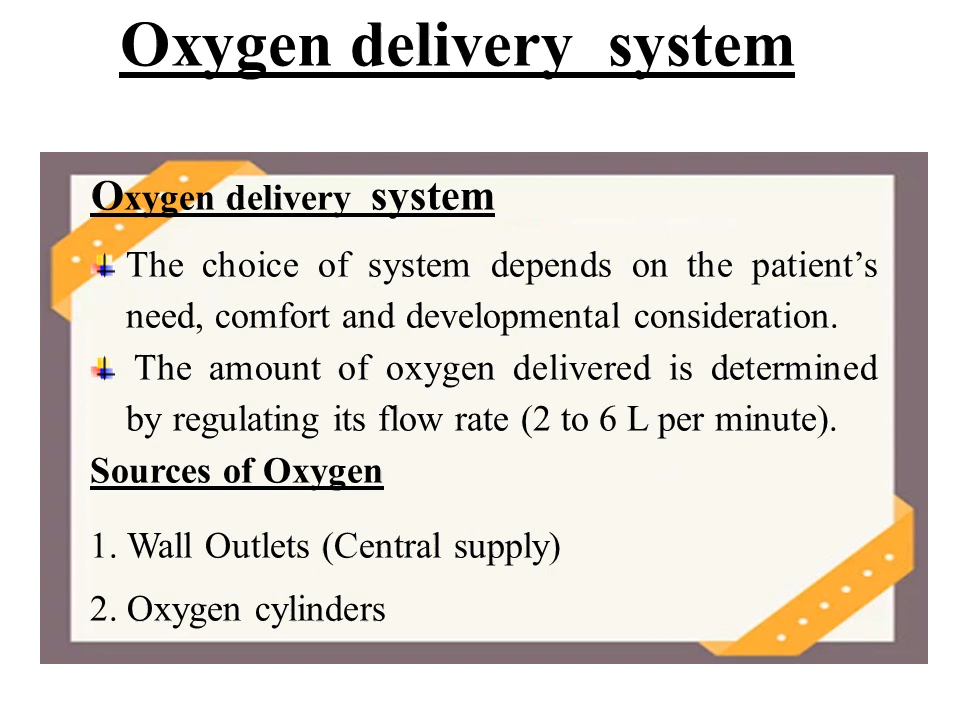 Oxygen delivery system
Oxygen delivery system
The choice of system depends on the patient’s
need, comfort and developmental consideration.
The amount of oxygen delivered is determined
by regulating its flow rate (2 to 6 L per minute).
Sources of Oxygen
1. Wall Outlets (Central supply)
2. Oxygen cylinders